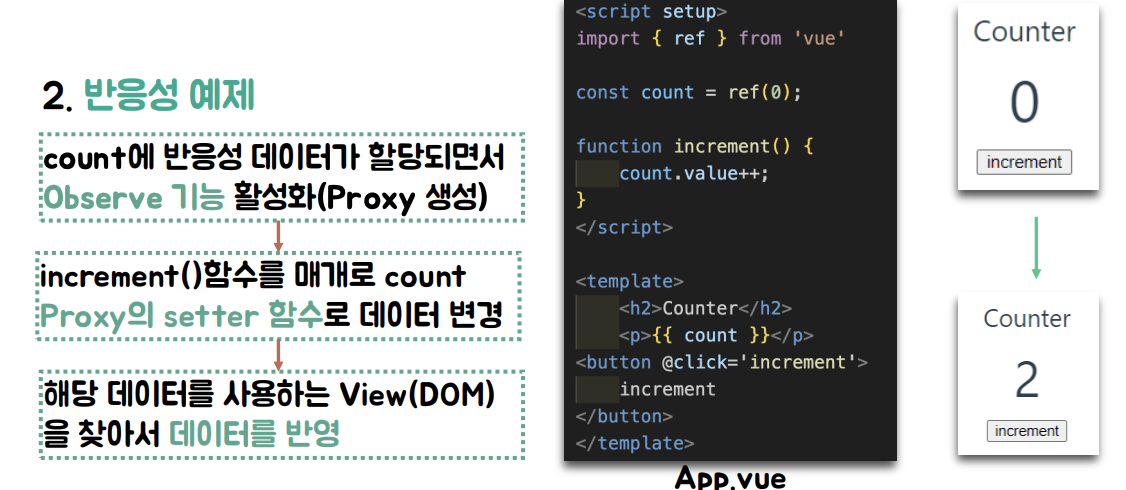 2. 반응성 예제
count에 반응성 데이터가 할당되면서
Observe 기능 활성화(Proxy 생성)
increment()함수를 매개로 count
Proxy의 setter 함수로 데이터 변경
해당 데이터를 사용하는 View(DOM)
을 찾아서 데이터를 반영
<script setup>
import { ref } from 'vue'
const count = ref(0);
function increment() {
count.value++;
}
</script>
<template>
<h2>Counter</h2>
<p>{{ count }}</p>
<button @click='increment'>
increment
</button>
</template>
App.vue
Counter
0
increment
Counter
2
increment